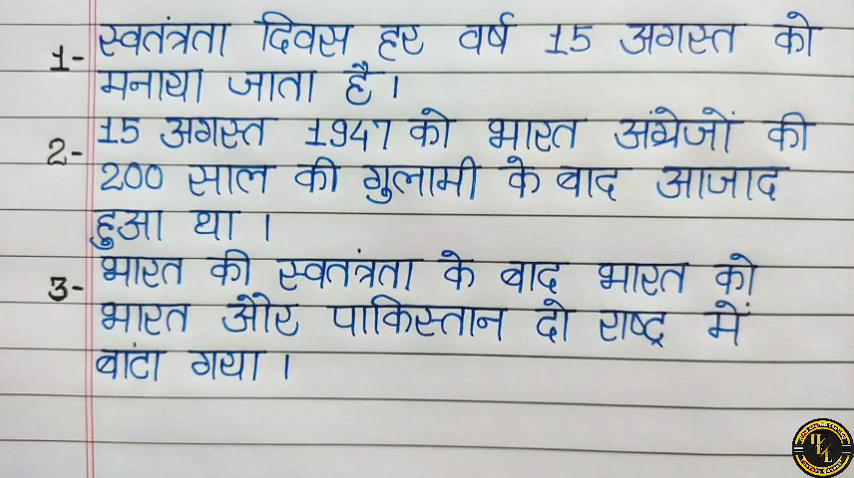 1- स्वतंत्रता दिवस हर वर्ष 15 अगस्त को
मनाया जाता है।
2- 15 अगस्त 1947 को भारत अंग्रेजों की
200 साल की गुलामी के बाद आजाद
हुआ था।
3- भारत की स्वतंत्रता के बाद भारत को
भारत और पाकिस्तान दो राष्ट्र में
बांटा गया।